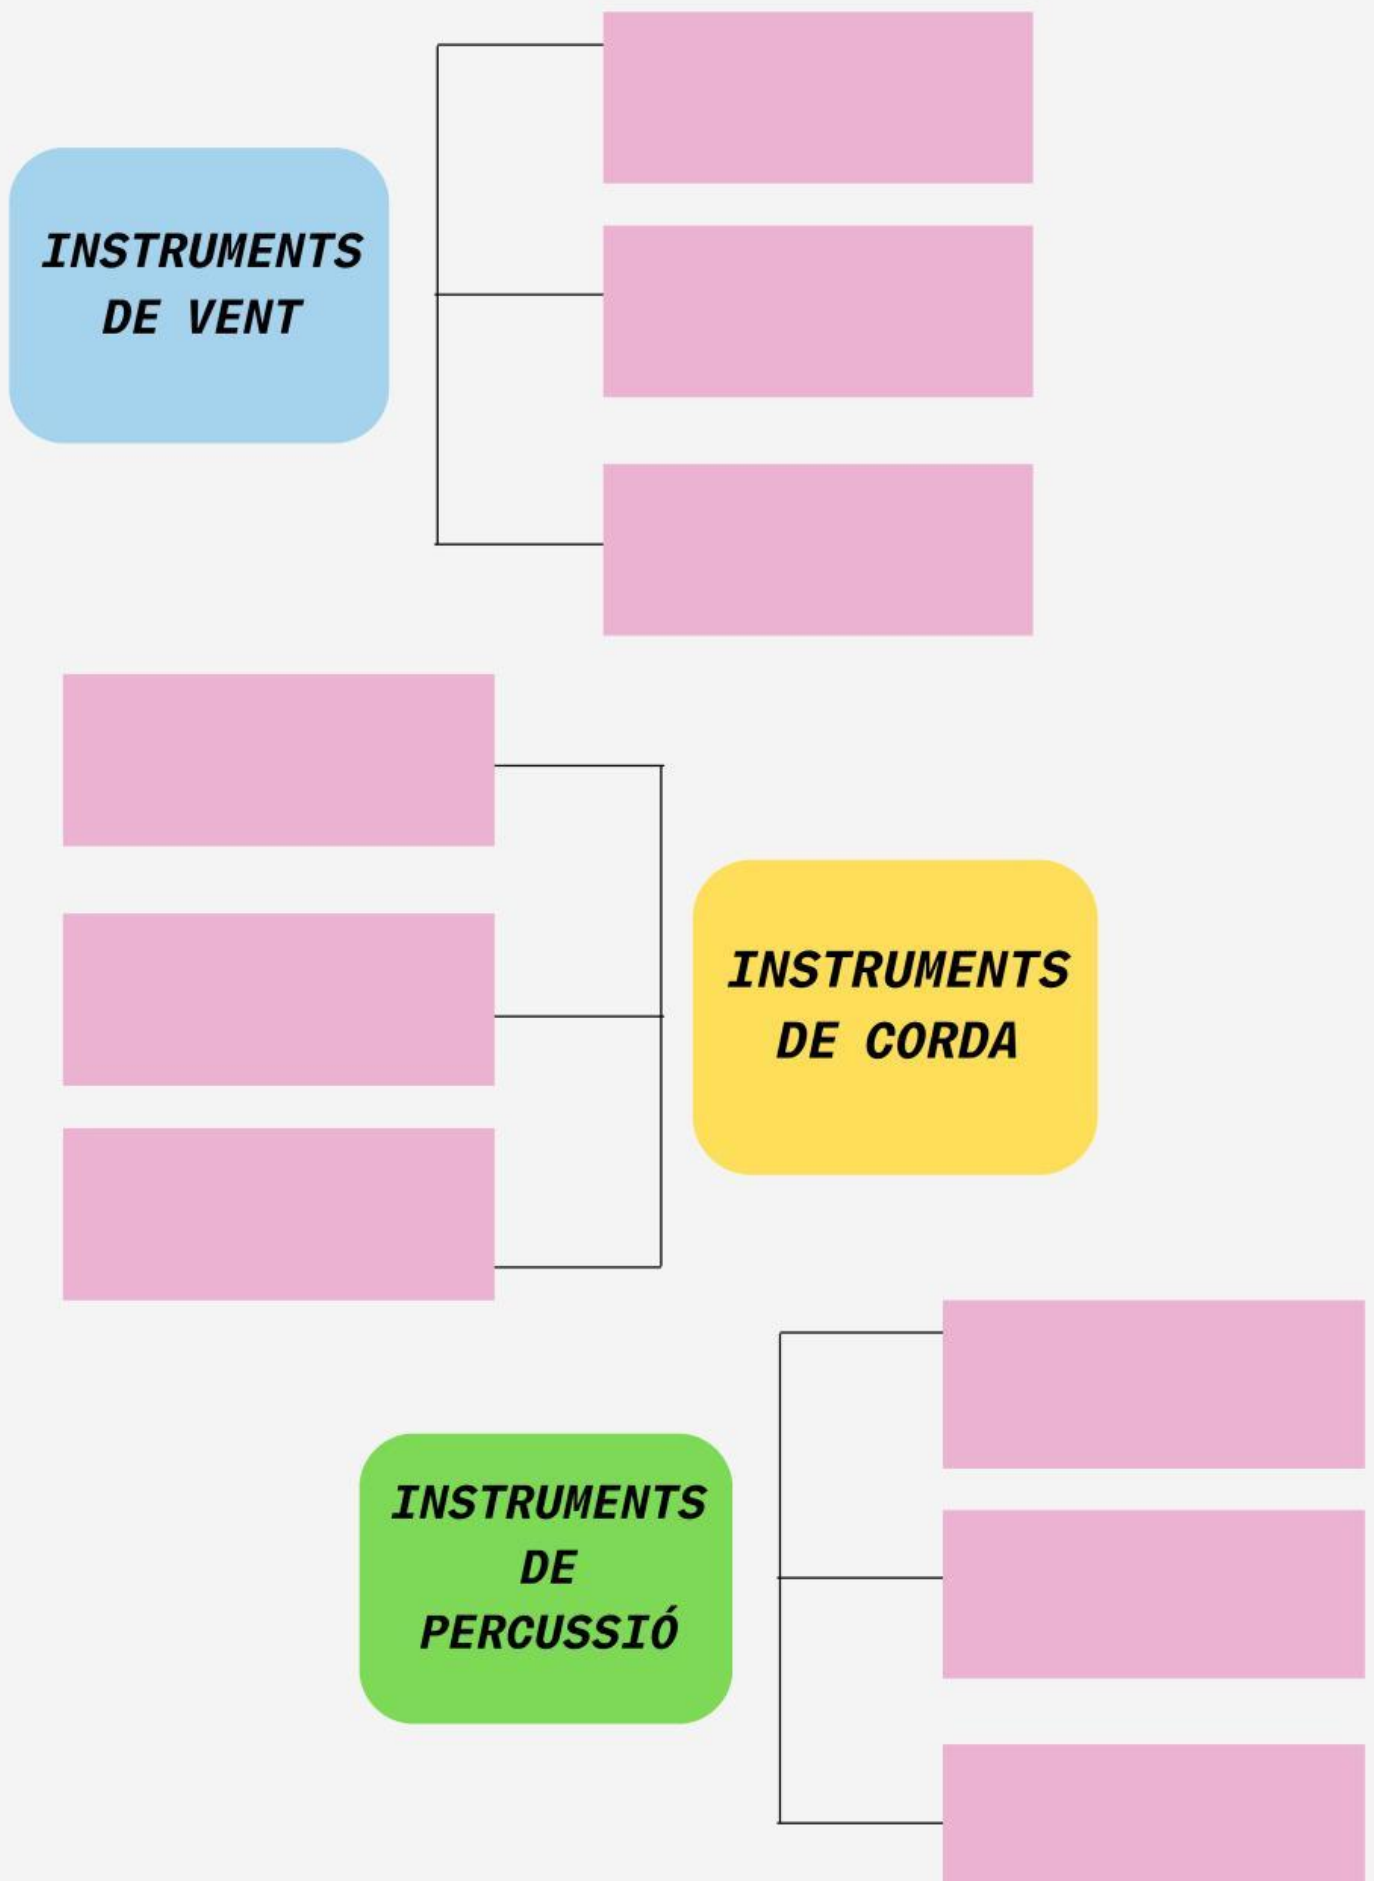 INSTRUMENTS
DE VENT
INSTRUMENTS
DE CORDA
INSTRUMENTS
DE
PERCUSSIÓ